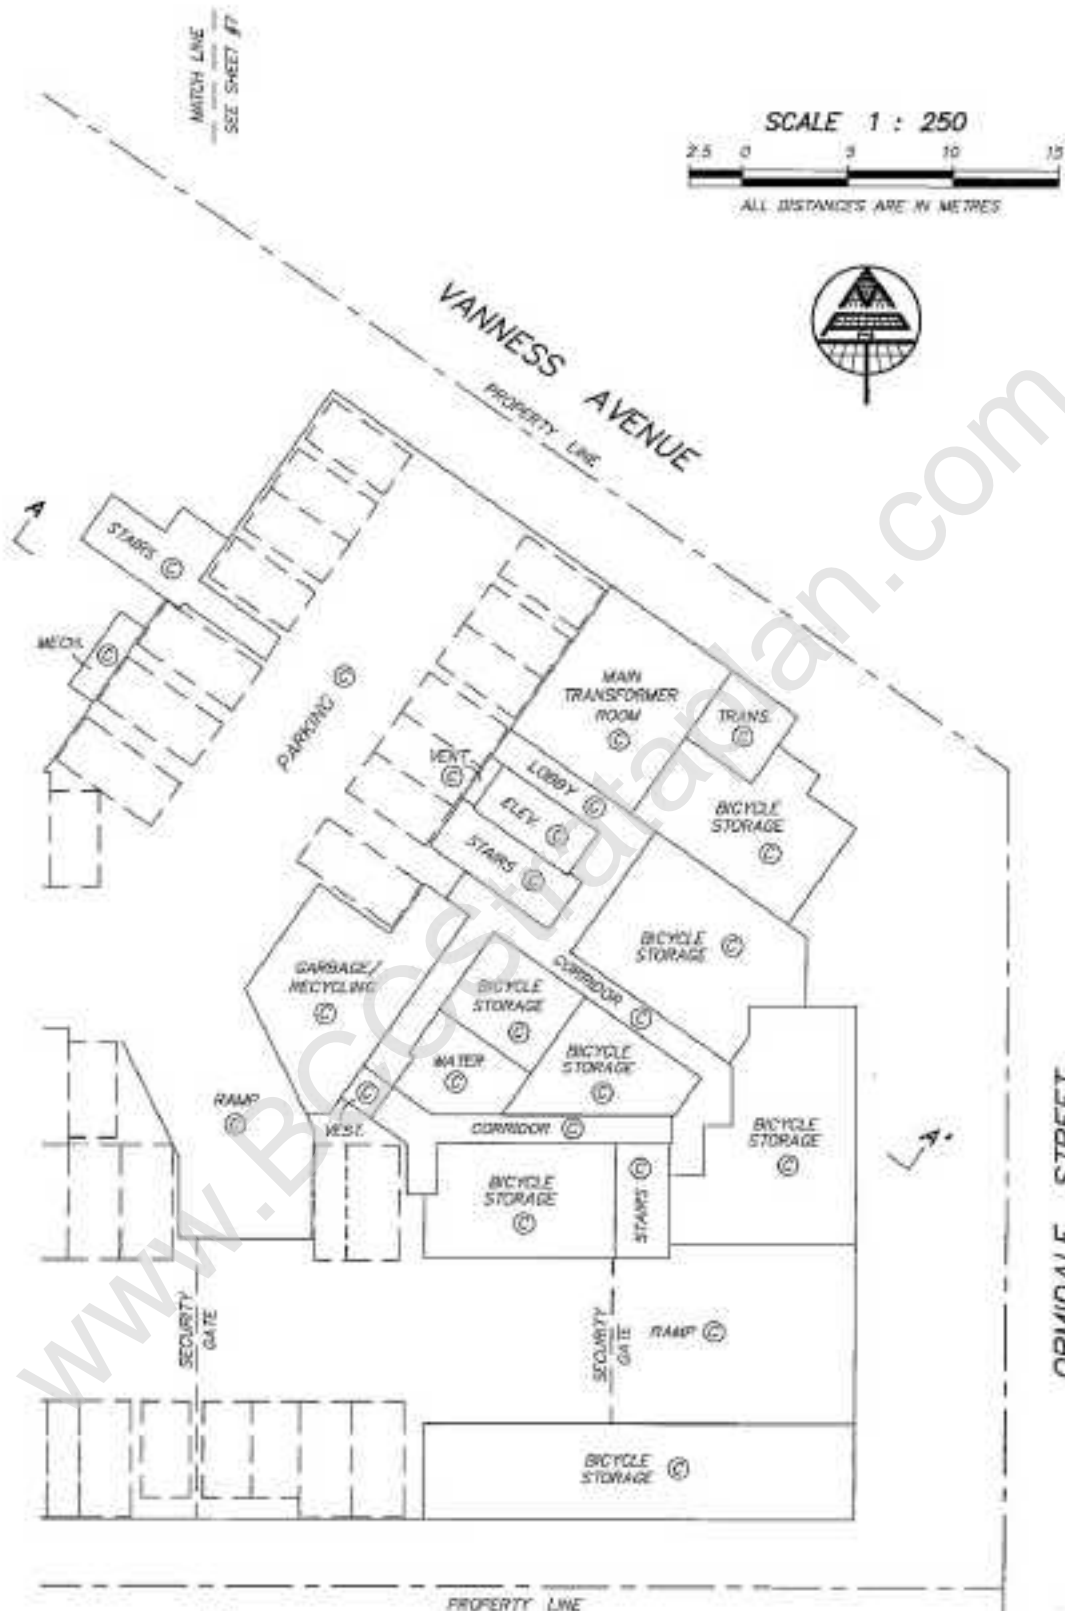 MATCH LINE
SEE SHEET #7
SCALE 1 : 250
2.5 0 5 10 15
ALL DISTANCES ARE IN METRES
VANNESS AVENUE
PROPERTY LINE
A
STAIRS ©
MECH. ©
PARKING ©
MAIN
TRANSFORMER
ROOM
©
TRANS.
©
VENT.
©
LOBBY ©
ELEV. ©
STAIRS ©
BICYCLE
STORAGE
©
BICYCLE
STORAGE ©
GARBAGE/
RECYCLING
©
BICYCLE
STORAGE
©
CORRIDOR ©
WATER
©
BICYCLE
STORAGE
©
RAMP
©
©
VEST.
CORRIDOR ©
BICYCLE
STORAGE
©
A'
BICYCLE
STORAGE
©
STAIRS ©
SECURITY
GATE
SECURITY
GATE
RAMP ©
BICYCLE
STORAGE ©
ORMIDALE STREET
PROPERTY LINE
www.BCCStrataplan.com